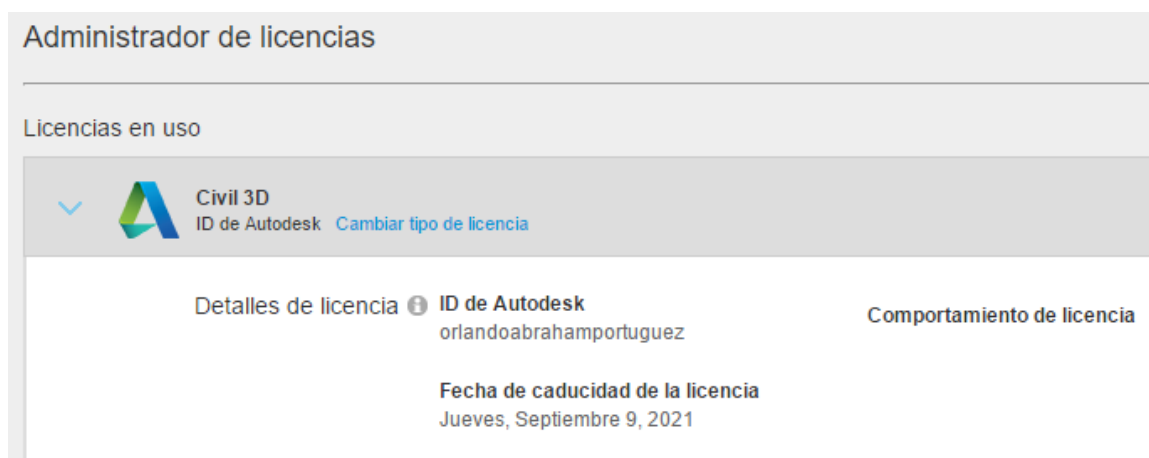 Administrador de licencias
Licencias en uso
Civil 3D
ID de Autodesk Cambiar tipo de licencia
Detalles de licencia ID de Autodesk
orlandoabrahamportuguez
Comportamiento de licencia
Fecha de caducidad de la licencia
Jueves, Septiembre 9, 2021